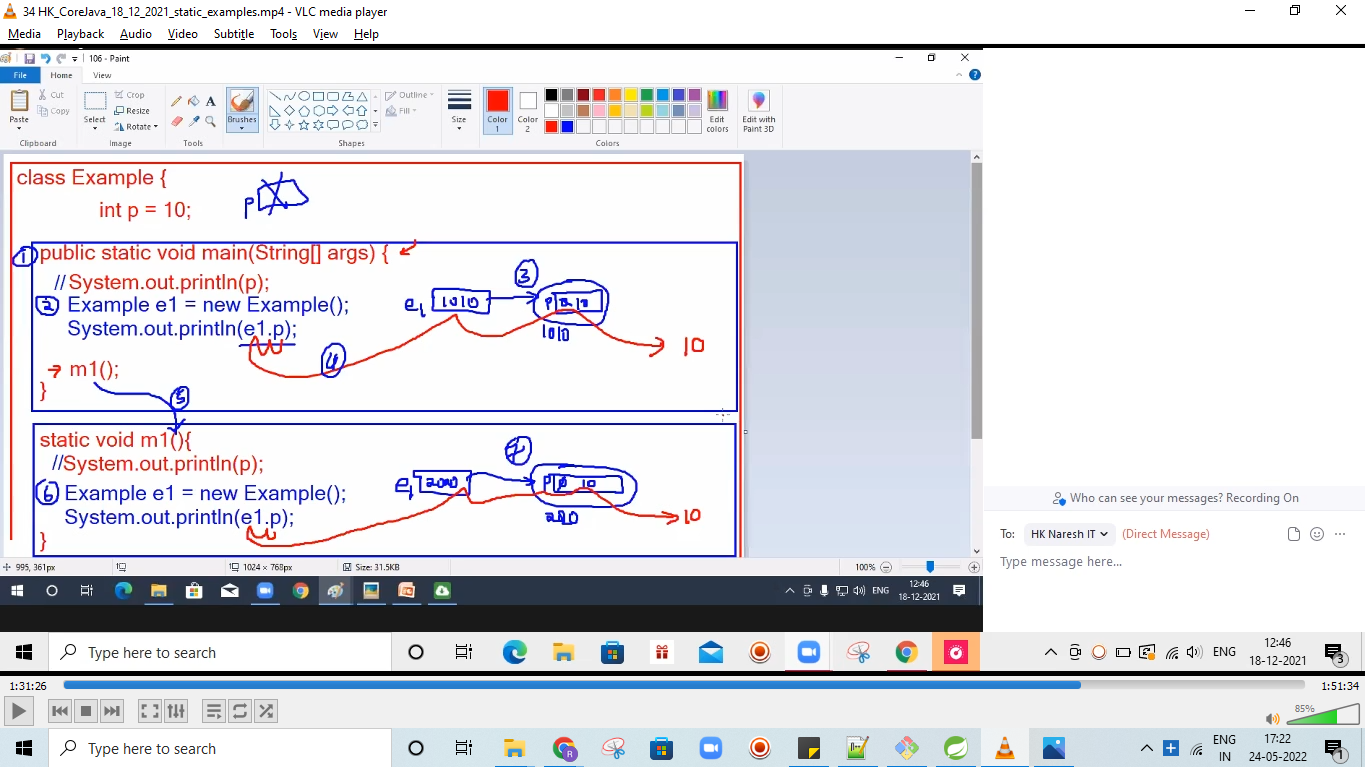 34 HK_CoreJava_18_12_2021_static_examples.mp4 - VLC media player
Media Playback Audio Video Subtitle Tools View Help
106 - Paint
File Home View
Cut
Copy
Paste
Crop
Resize
Rotate
Select
Brushes
Outline
Fill
Size
Color 1
Color 2
Edit colors
Edit with Paint 3D
Clipboard Image Tools Shapes Colors
class Example {
p
int p = 10;
1 public static void main(String[] args) {
//System.out.println(p);
3
2 Example e1 = new Example();
e1 1010 p 10
System.out.println(e1.p);
1010
4
10
m1();
5
}
static void m1(){
7
//System.out.println(p);
6 Example e1 = new Example();
e1 2000 p 10
System.out.println(e1.p);
10
}
995, 361px 1024 × 768px Size: 31.5KB 100%
ENG 12:46
18-12-2021
Who can see your messages? Recording On
To: HK Naresh IT (Direct Message)
Type message here...
Type here to search
ENG 12:46
18-12-2021
3
1:31:26 1:51:34
85%
Type here to search
ENG 17:22
IN 24-05-2022
1